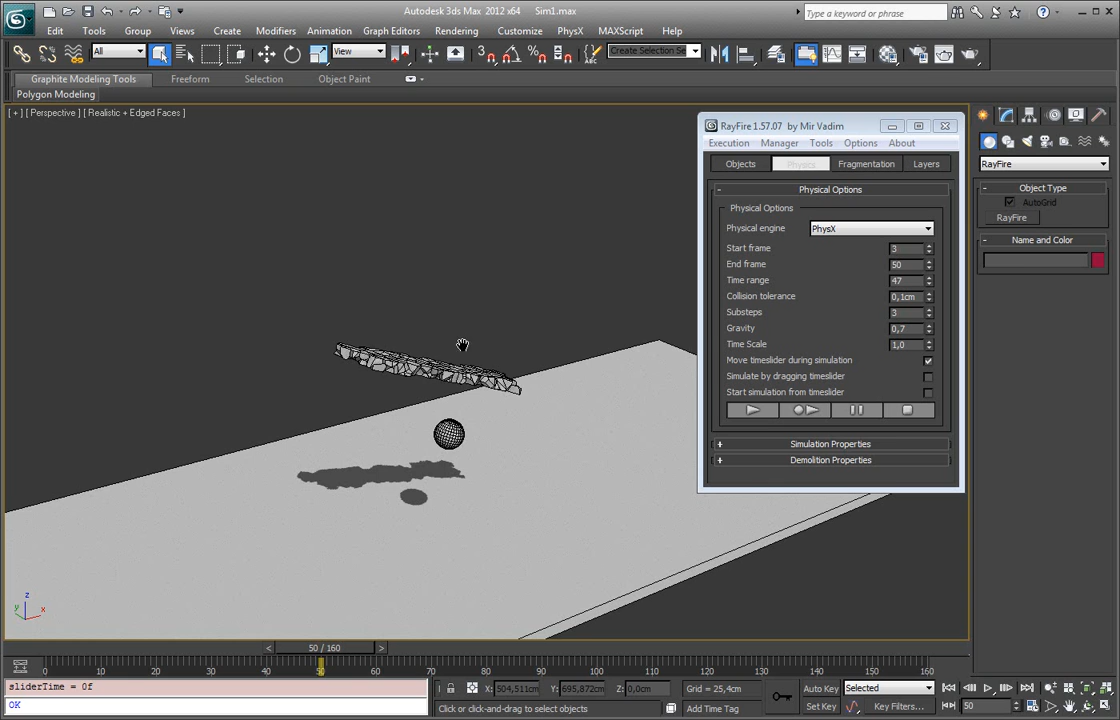 Autodesk 3ds Max 2012 x64 Sim1.max
Type a keyword or phrase
Edit Tools Group Views Create Modifiers Animation Graph Editors Rendering Customize PhysX MAXScript Help
All View Create Selection Se
Graphite Modeling Tools Freeform Selection Object Paint
Polygon Modeling
[ + ] [ Perspective ] [ Realistic + Edged Faces ]
RayFire 1.57.07 by Mir Vadim
Execution Manager Tools Options About
Objects Physics Fragmentation Layers
- Physical Options
Physical Options
Physical engine PhysX
Start frame 3
End frame 50
Time range 47
Collision tolerance 0,1cm
Substeps 3
Gravity 0,7
Time Scale 1,0
Move timeslider during simulation
Simulate by dragging timeslider
Start simulation from timeslider
+ Simulation Properties
+ Demolition Properties
RayFire
- Object Type
AutoGrid
RayFire
- Name and Color
z
y
x
< 50 / 160 >
0 10 20 30 40 50 60 70 80 90 100 110 120 130 140 150 160
sliderTime = 0f
OK
X: 504,511cm Y: 695,872cm Z: 0,0cm Grid = 25,4cm
Click or click-and-drag to select objects Add Time Tag
Auto Key Selected
Set Key Key Filters... 50